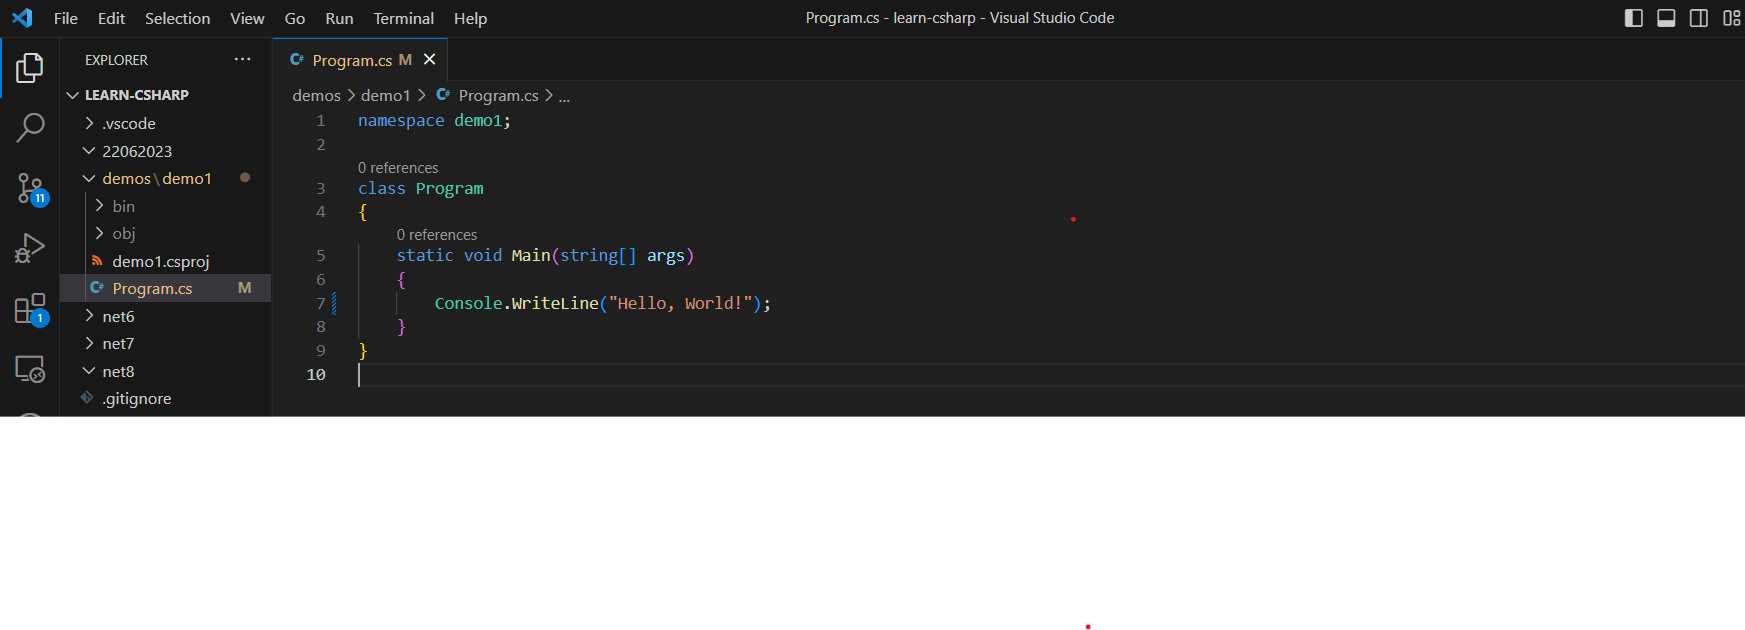 File Edit Selection View Go Run Terminal Help
Program.cs - learn-csharp - Visual Studio Code
EXPLORER ...
LEARN-CSHARP
.vscode
22062023
demos\demo1
bin
obj
demo1.csproj
Program.cs M
net6
net7
net8
.gitignore
11
1
Program.cs M
demos > demo1 > Program.cs > ...
1 namespace demo1;
2
0 references
3 class Program
4 {
0 references
5 static void Main(string[] args)
6 {
7 Console.WriteLine("Hello, World!");
8 }
9 }
10